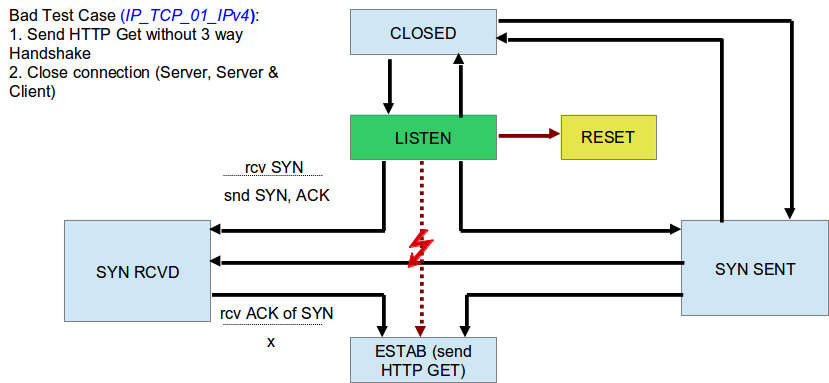 Bad Test Case (IP_TCP_01_IPv4):
1. Send HTTP Get without 3 way
Handshake
2. Close connection (Server, Server &
Client)
CLOSED
LISTEN
RESET
rcv SYN
snd SYN, ACK
SYN RCVD
SYN SENT
rcv ACK of SYN
x
ESTAB (send
HTTP GET)